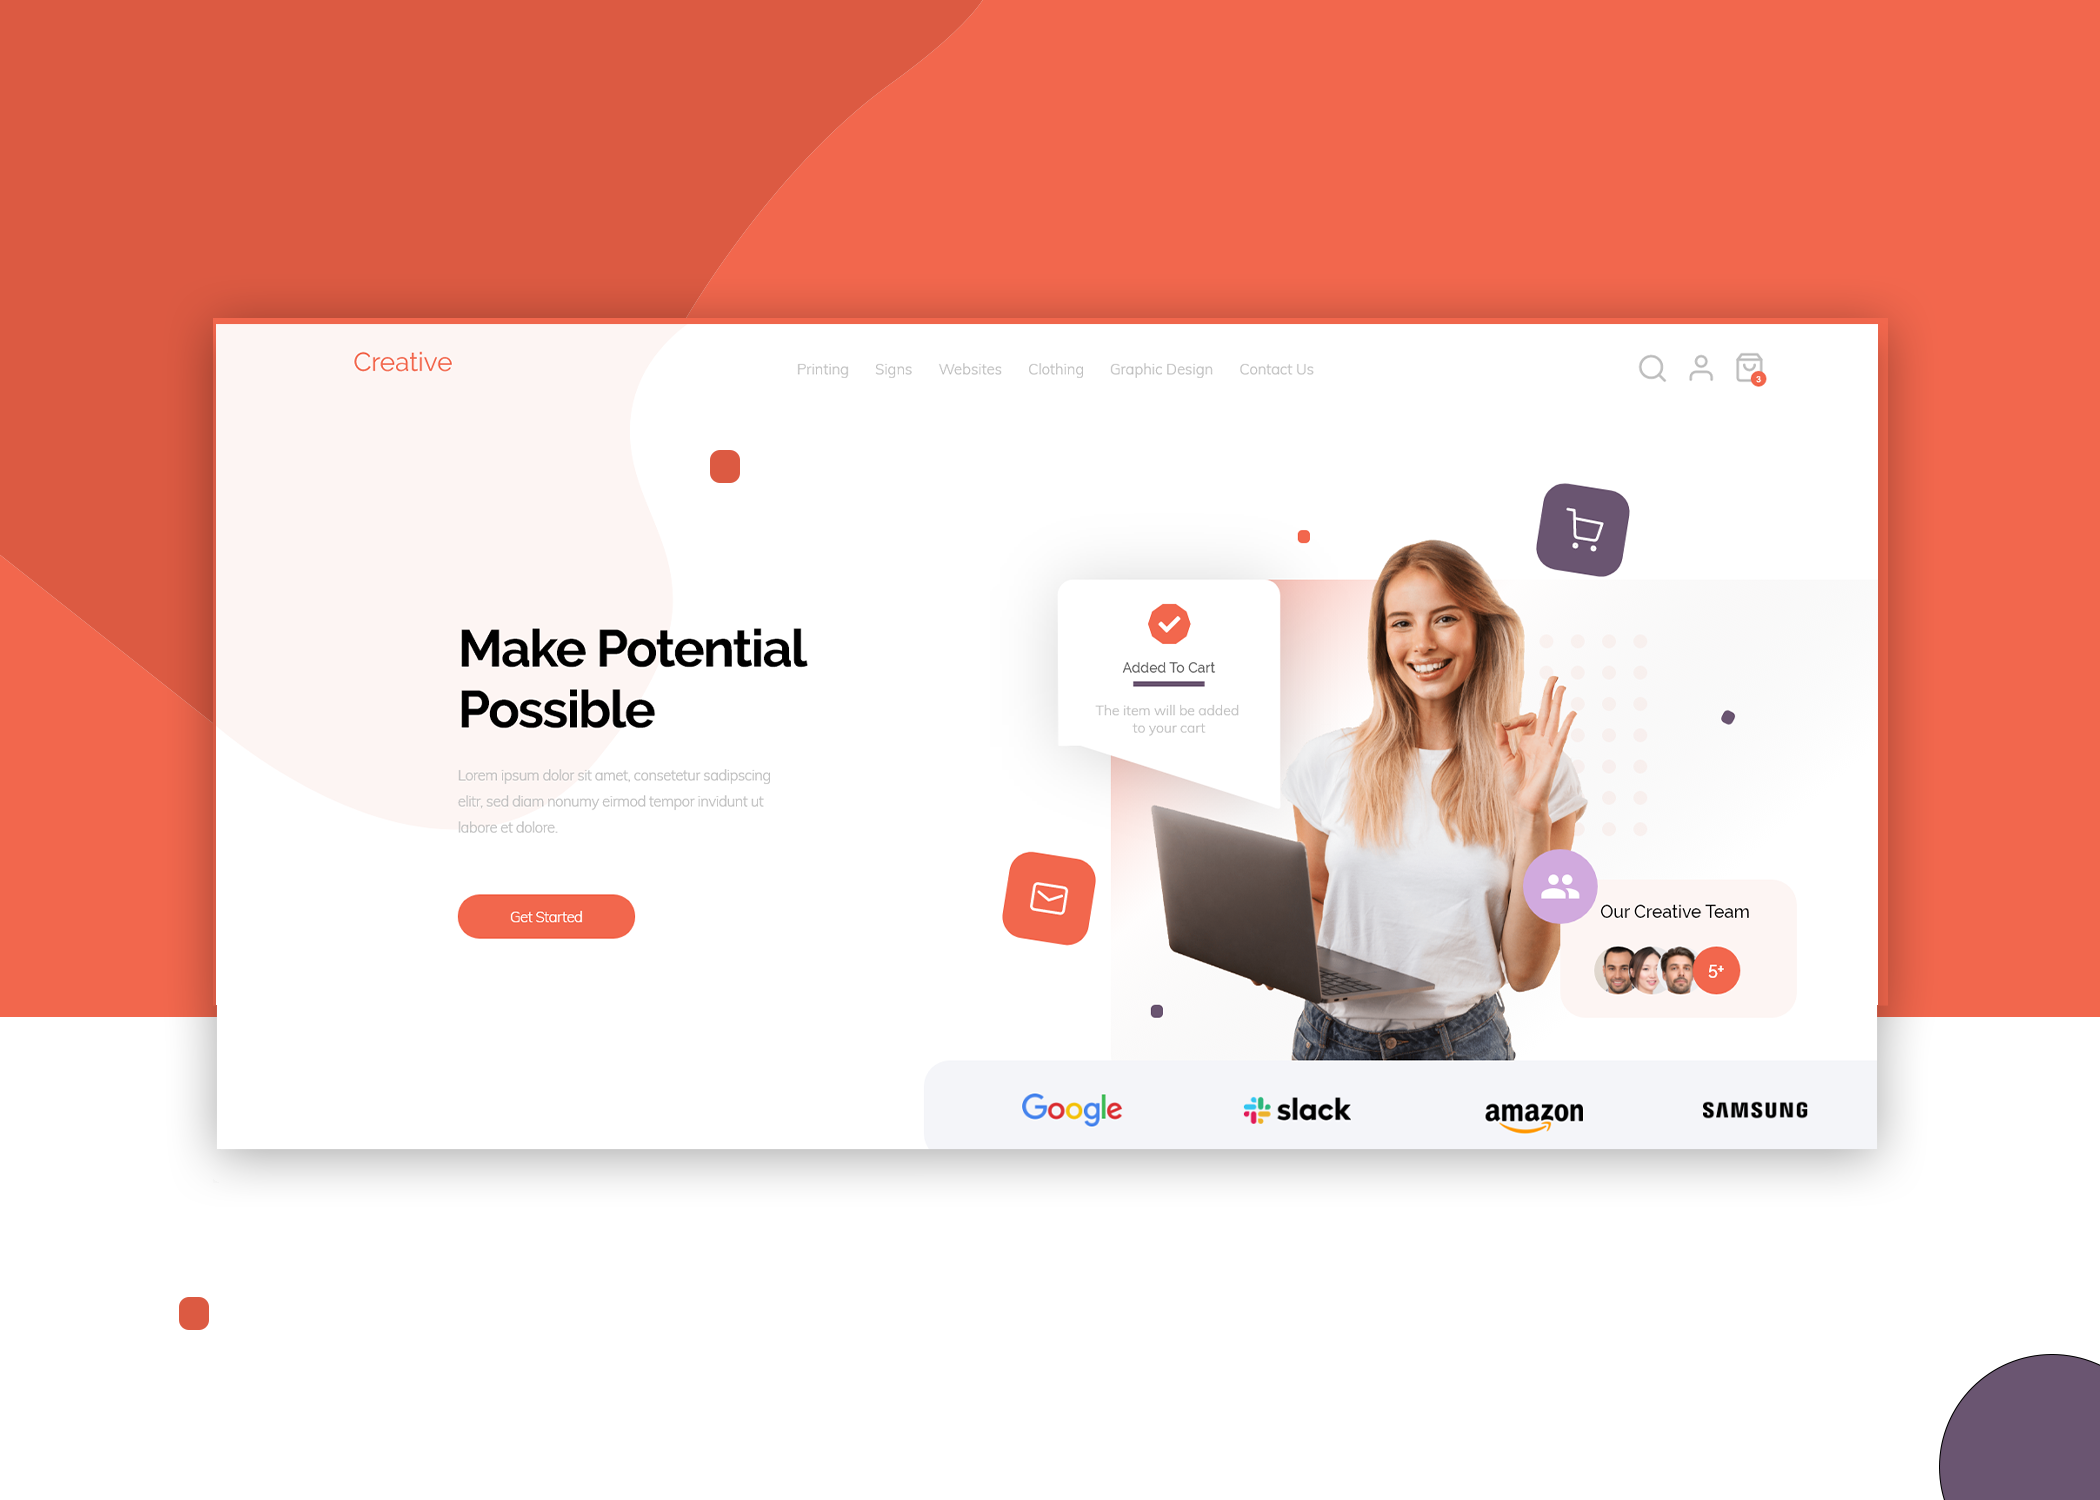 Creative
Printing
Signs
Websites
Clothing
Graphic Design
Contact Us
3
Make Potential
Possible
Lorem ipsum dolor sit amet, consetetur sadipscing
elitr, sed diam nonumy eirmod tempor invidunt ut
labore et dolore.
Get Started
Added To Cart
The item will be added
to your cart
Our Creative Team
5+
Google
slack
amazon
SAMSUNG